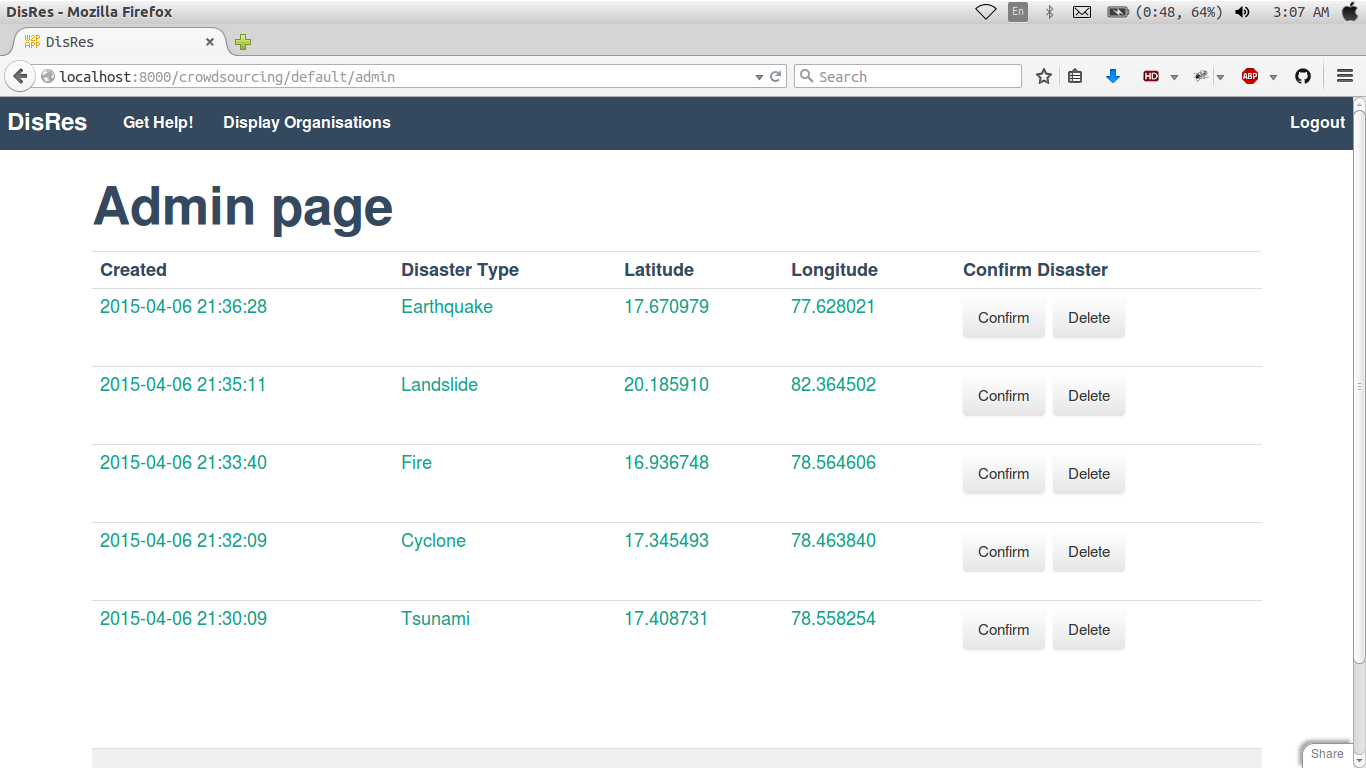 DisRes - Mozilla Firefox En (0:48, 64%) 3:07 AM
W2P APP DisRes
localhost:8000/crowdsourcing/default/admin Search HD ABP
DisRes Get Help! Display Organisations Logout
Admin page
Created Disaster Type Latitude Longitude Confirm Disaster
2015-04-06 21:36:28 Earthquake 17.670979 77.628021 Confirm Delete
2015-04-06 21:35:11 Landslide 20.185910 82.364502 Confirm Delete
2015-04-06 21:33:40 Fire 16.936748 78.564606 Confirm Delete
2015-04-06 21:32:09 Cyclone 17.345493 78.463840 Confirm Delete
2015-04-06 21:30:09 Tsunami 17.408731 78.558254 Confirm Delete
Share